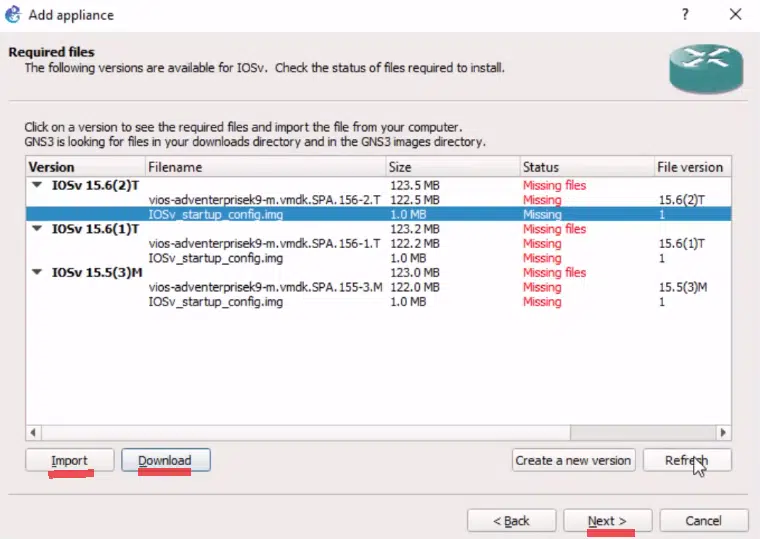 Add appliance
?
Required files
The following versions are available for IOSv. Check the status of files required to install.
Click on a version to see the required files and import the file from your computer.
GNS3 is looking for files in your downloads directory and in the GNS3 images directory.
Version Filename Size Status File version
IOSv 15.6(2)T 123.5 MB Missing files
vios-adventerprisek9-m.vmdk.SPA.156-2.T 122.5 MB Missing 15.6(2)T
IOSv_startup_config.img 1.0 MB Missing 1
IOSv 15.6(1)T 123.2 MB Missing files
vios-adventerprisek9-m.vmdk.SPA.156-1.T 122.2 MB Missing 15.6(1)T
IOSv_startup_config.img 1.0 MB Missing 1
IOSv 15.5(3)M 123.0 MB Missing files
vios-adventerprisek9-m.vmdk.SPA.155-3.M 122.0 MB Missing 15.5(3)M
IOSv_startup_config.img 1.0 MB Missing 1
Import Download Create a new version Refresh
< Back Next > Cancel